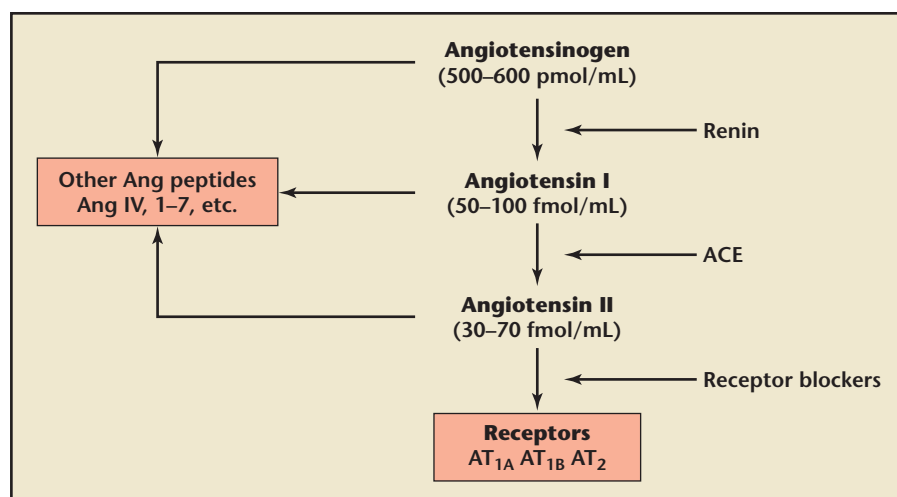 Angiotensinogen
(500–600 pmol/mL)
Renin
Other Ang peptides
Ang IV, 1–7, etc.
Angiotensin I
(50–100 fmol/mL)
ACE
Angiotensin II
(30–70 fmol/mL)
Receptor blockers
Receptors
AT1A AT1B AT2